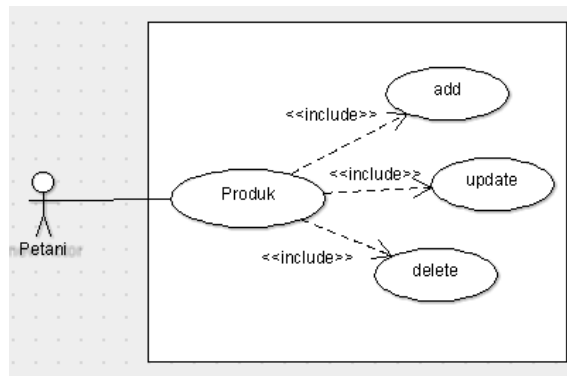 add
<<include>>
<<include>>
update
Produk
Petani
<<include>>
delete